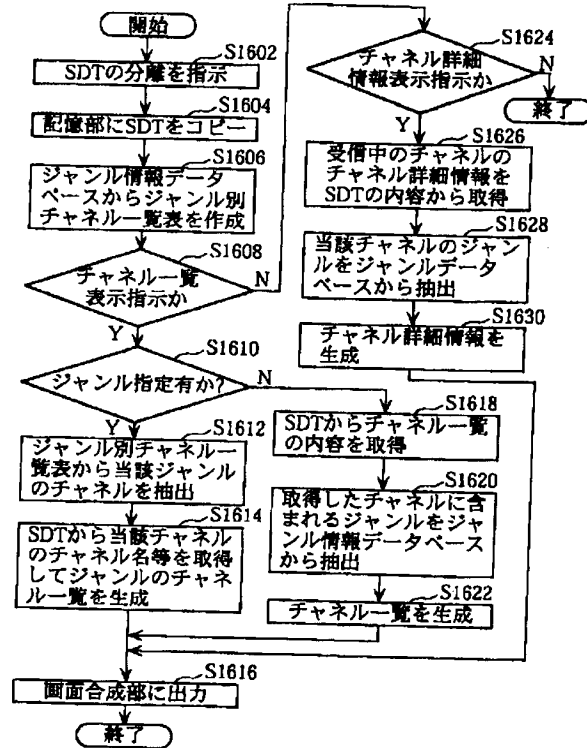 開始
S1602
SDTの分離を指示
S1604
記憶部にSDTをコピー
S1606
ジャンル情報データ
ベースからジャンル別
チャネル一覧表を作成
S1608
チャネル一覧
表示指示か
N
Y
S1610
ジャンル指定有か?
N
Y
S1612
ジャンル別チャネル一
覧表から当該ジャンル
のチャネルを抽出
S1614
SDTから当該チャネル
のチャネル名等を取得
してジャンルのチャネ
ル一覧を生成
S1618
SDTからチャネル一覧
の内容を取得
S1620
取得したチャネルに含
まれるジャンルをジャ
ンル情報データベース
から抽出
S1622
チャネル一覧を生成
S1616
画面合成部に出力
終了
S1624
チャネル詳細
情報表示指示か
N
終了
Y
S1626
受信中のチャネルの
チャネル詳細情報を
SDTの内容から取得
S1628
当該チャネルのジャン
ルをジャンルデータ
ベースから抽出
S1630
チャネル詳細情報を
生成